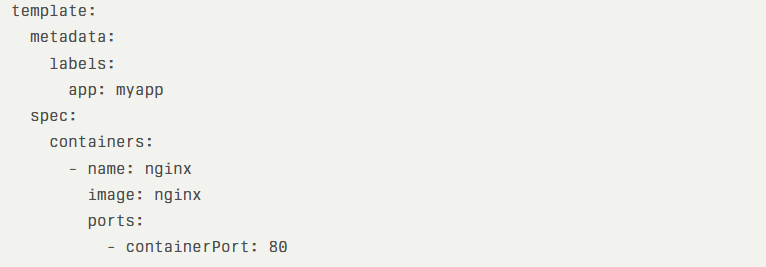 template:
  metadata:
    labels:
      app: myapp
  spec:
    containers:
      - name: nginx
        image: nginx
        ports:
          - containerPort: 80